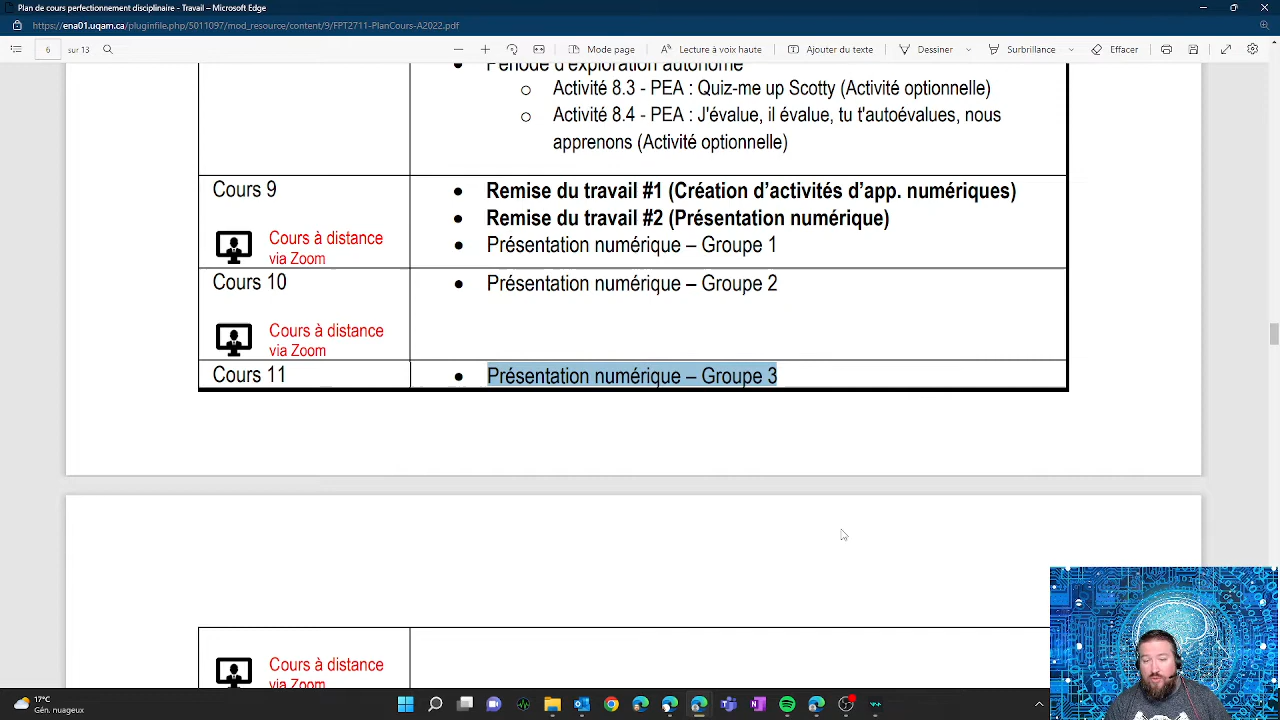 Plan de cours perfectionnement disciplinaire - Travail – Microsoft Edge
https://ena01.uqam.ca/pluginfile.php/5011097/mod_resource/content/9/FPT2711-PlanCours-A2022.pdf
6 sur 13
Mode page
Lecture à voix haute
Ajouter du texte
Dessiner
Surbrillance
Effacer
• Période d'exploration autonome
o Activité 8.3 - PEA : Quiz-me up Scotty (Activité optionnelle)
o Activité 8.4 - PEA : J'évalue, il évalue, tu t'autoévalues, nous
apprenons (Activité optionnelle)
Cours 9
Cours à distance
via Zoom
• Remise du travail #1 (Création d’activités d’app. numériques)
• Remise du travail #2 (Présentation numérique)
• Présentation numérique – Groupe 1
Cours 10
Cours à distance
via Zoom
• Présentation numérique – Groupe 2
Cours 11
• Présentation numérique – Groupe 3
Cours à distance
via Zoom
17°C
Gén. nuageux